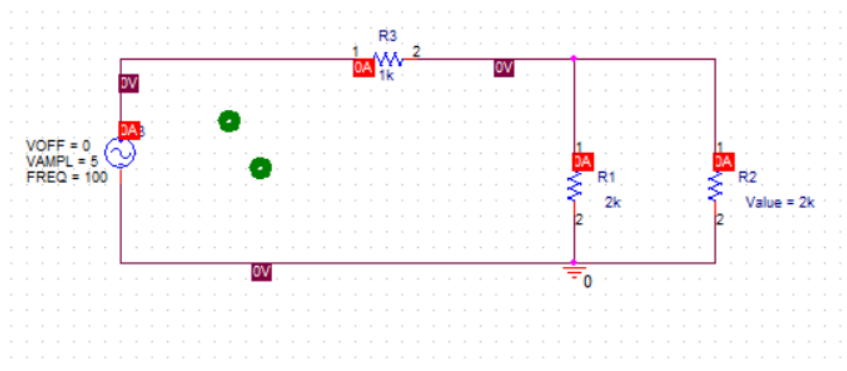 R3
1
2
0A
1k
0V
0V
0A
VOFF = 0
VAMPL = 5
FREQ = 100
1
0A
R1
2k
2
1
0A
R2
Value = 2k
2
0V
0